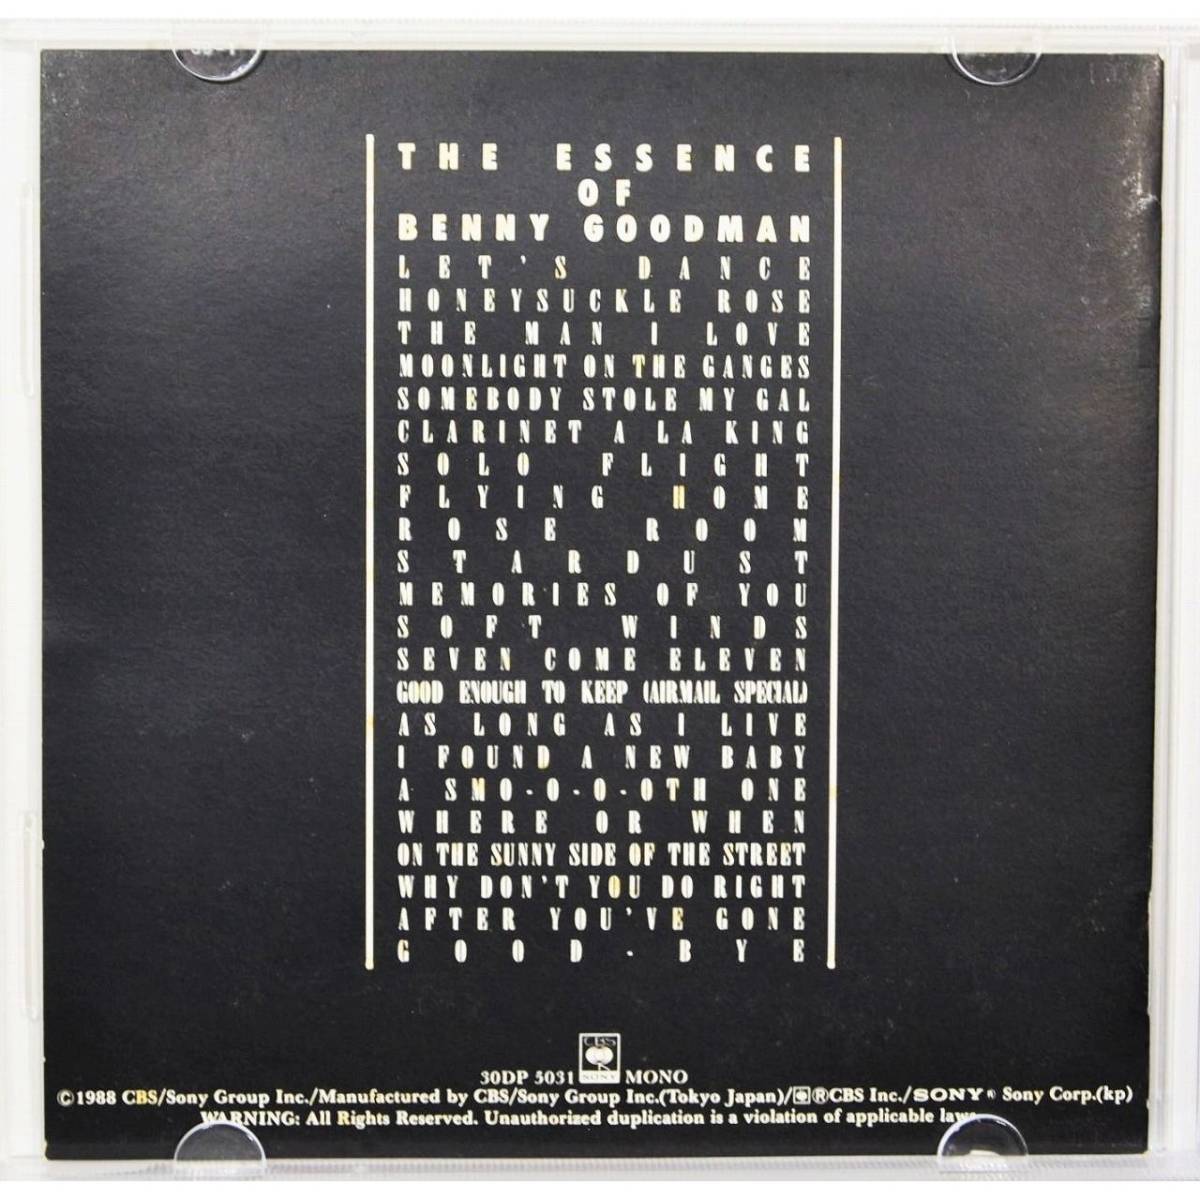 THE ESSENCE
OF
BENNY GOODMAN
LET'S DANCE
HONEYSUCKLE ROSE
THE MAN I LOVE
MOONLIGHT ON THE GANGES
SOMEBODY STOLE MY GAL
CLARINET A LA KING
SOLO FLIGHT
FLYING HOME
ROSE ROOM
STARDUST
MEMORIES OF YOU
SOFT WINDS
SEVEN COME ELEVEN
GOOD ENOUGH TO KEEP (AIRMAIL SPECIAL)
AS LONG AS I LIVE
I FOUND A NEW BABY
A SMO-O-O-OTH ONE
WHERE OR WHEN
ON THE SUNNY SIDE OF THE STREET
WHY DON'T YOU DO RIGHT
AFTER YOU'VE GONE
GOOD-BYE
CBS
SONY
30DP 5031 MONO
©1988 CBS/Sony Group Inc./Manufactured by CBS/Sony Group Inc.(Tokyo Japan)/®CBS Inc./SONY® Sony Corp.(kp)
WARNING: All Rights Reserved. Unauthorized duplication is a violation of applicable laws